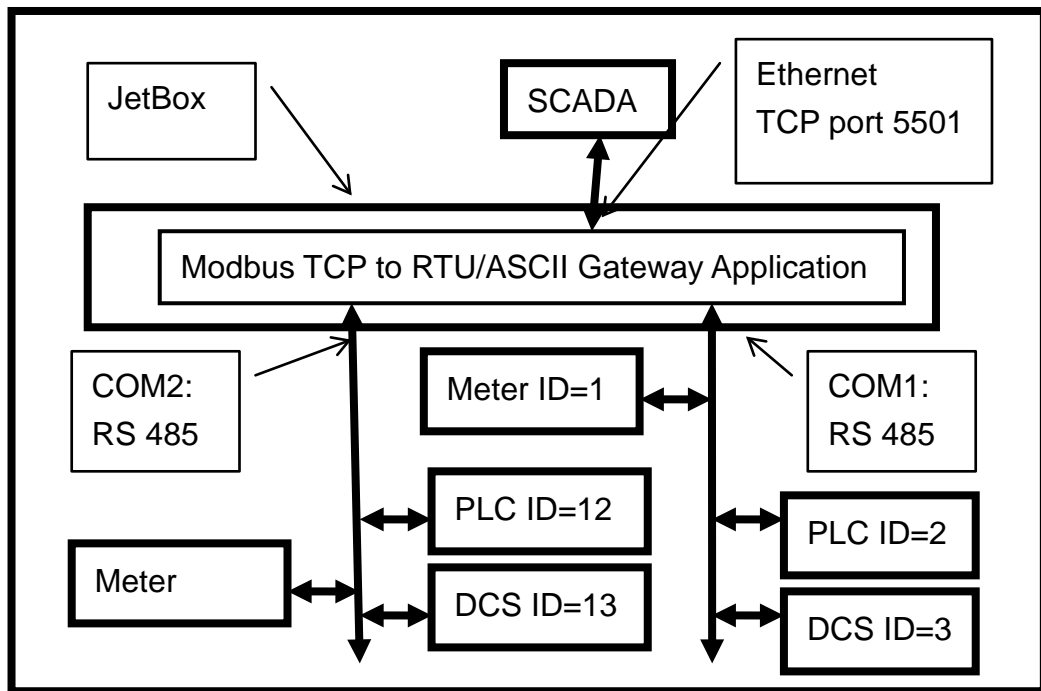 JetBox
SCADA
Ethernet
TCP port 5501
Modbus TCP to RTU/ASCII Gateway Application
COM2:
RS 485
Meter ID=1
COM1:
RS 485
PLC ID=12
PLC ID=2
Meter
DCS ID=13
DCS ID=3